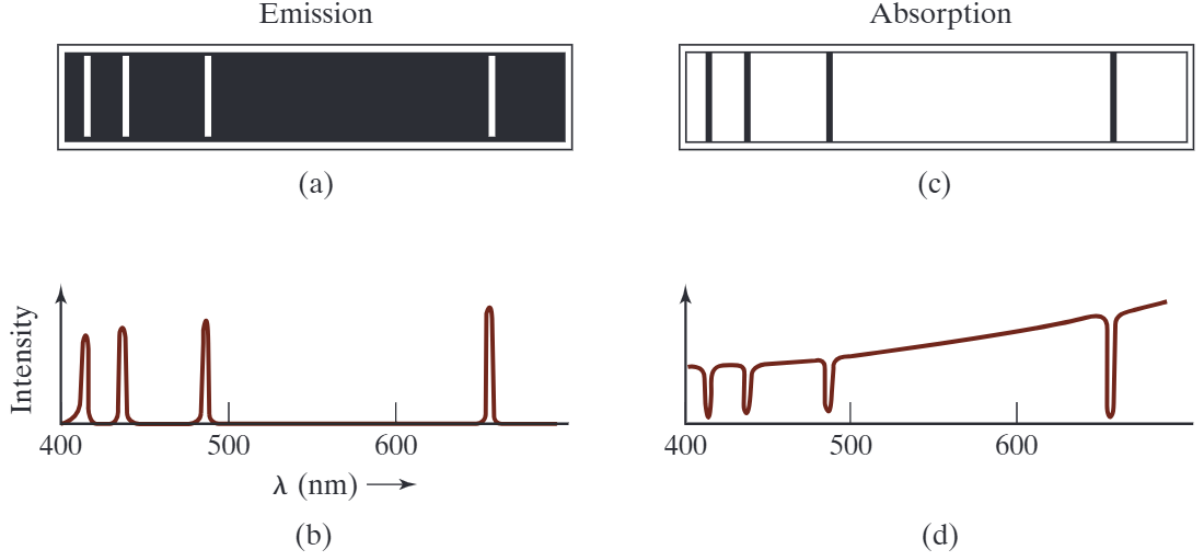 Emission
Absorption
(a)
(c)
Intensity
400
500
600
λ (nm)
400
500
600
(b)
(d)